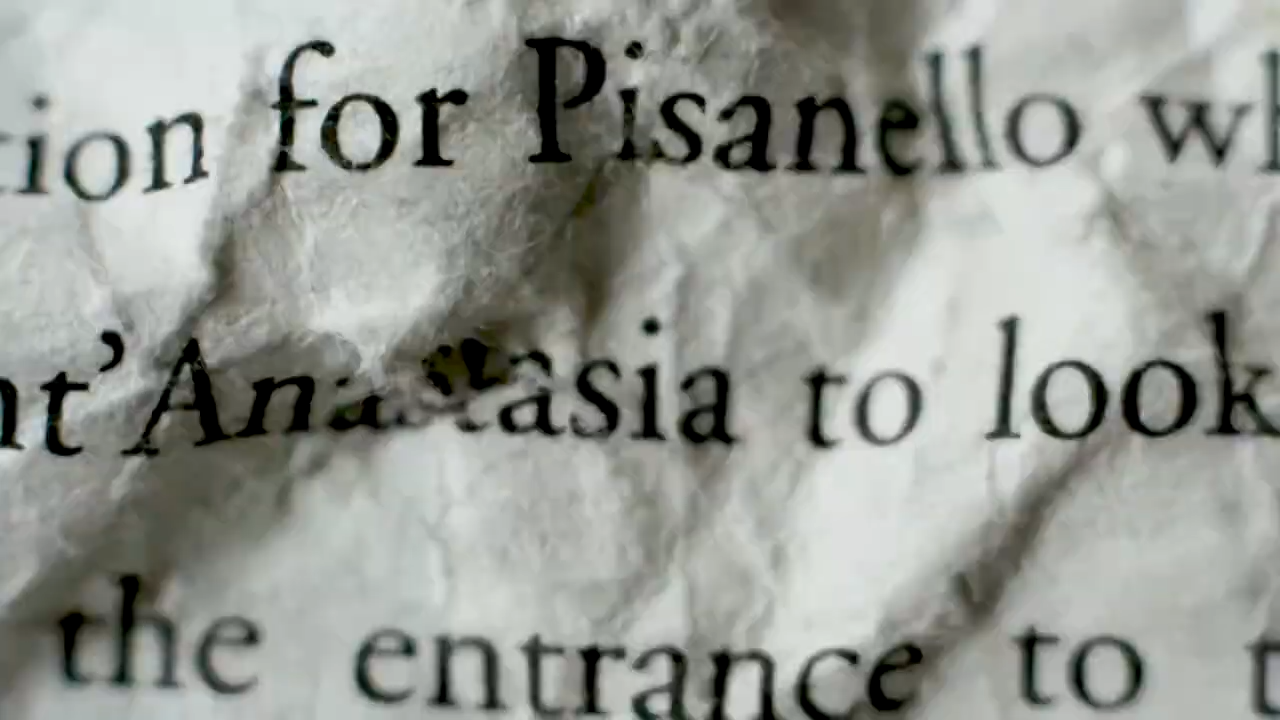 tion for Pisanello wh
nt'Anastasia to look
the entrance to t